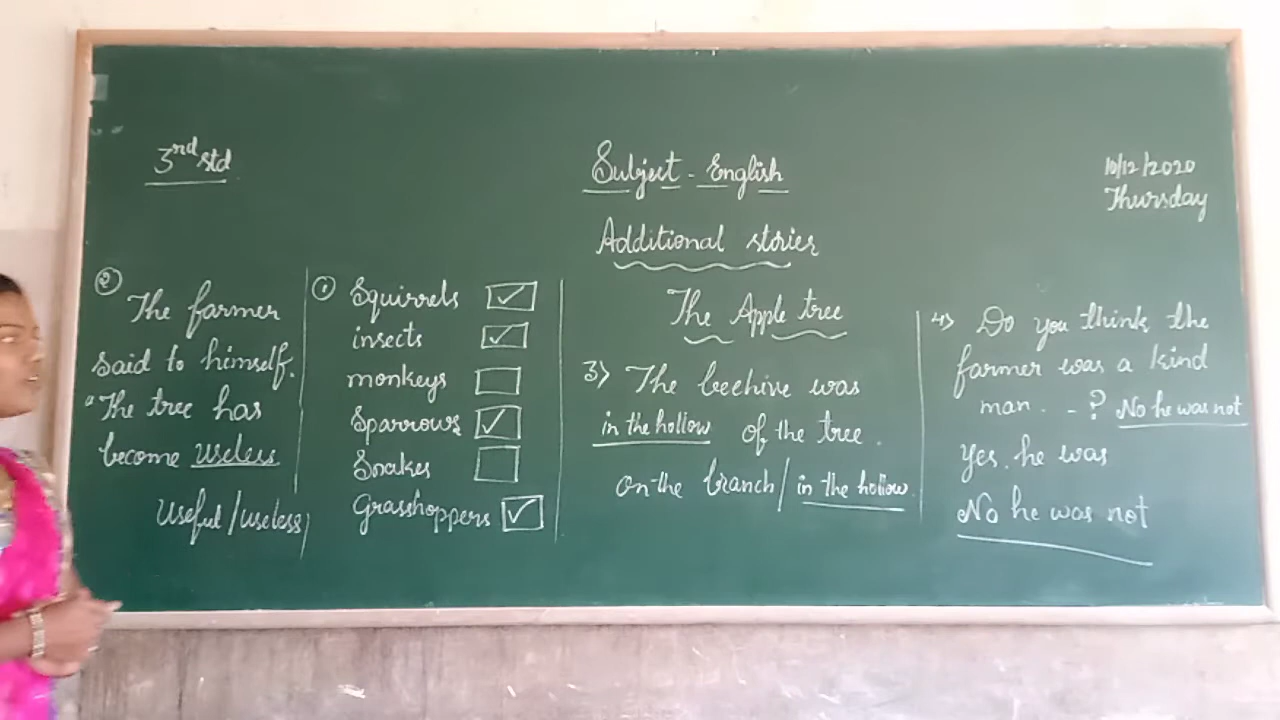 3rd std
Subject - English
10/12/2020
Thursday
Additional stories
The Apple tree
② The farmer
said to himself.
"The tree has
become useless
Useful/useless
① Squirrels ☑
insects ☑
monkeys ☐
Sparrows ☑
Snakes ☐
Grasshoppers ☑
3> The beehive was
in the hollow of the tree.
on the branch/in the hollow.
4> Do you think the
farmer was a kind
man. . - ? No he was not
Yes. he was
No he was not